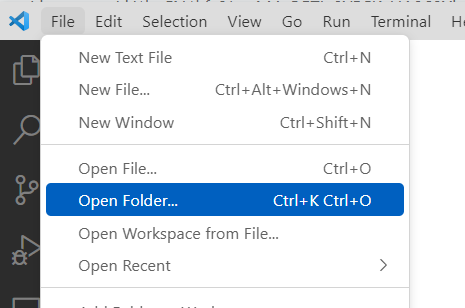 File Edit Selection View Go Run Terminal
New Text File Ctrl+N
New File... Ctrl+Alt+Windows+N
New Window Ctrl+Shift+N
Open File... Ctrl+O
Open Folder... Ctrl+K Ctrl+O
Open Workspace from File...
Open Recent